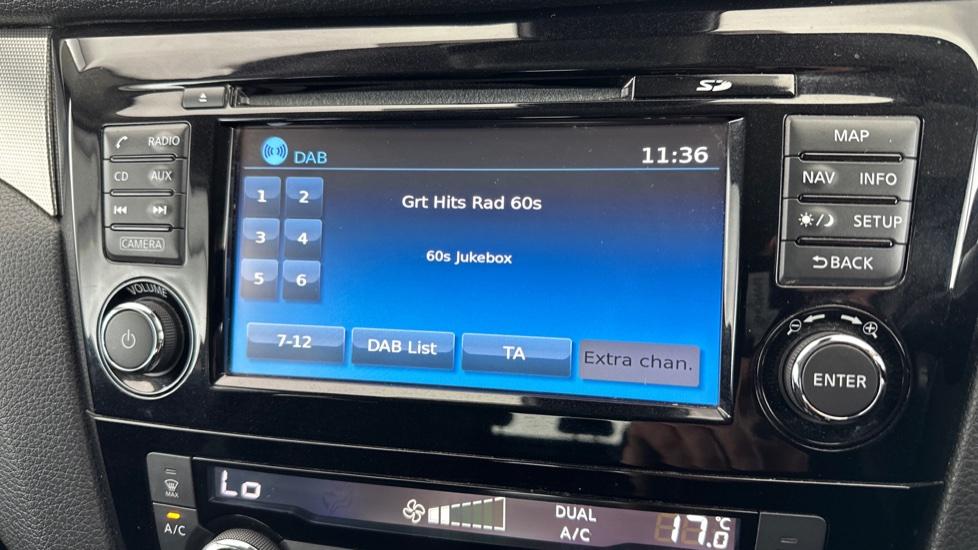 SD
RADIO
CD AUX
CAMERA
VOLUME
DAB 11:36
1 2
3 4
5 6
Grt Hits Rad 60s
60s Jukebox
7-12 DAB List TA Extra chan.
MAP
NAV INFO
SETUP
BACK
ENTER
MAX
A/C
Lo
DUAL
A/C
17.0 °C